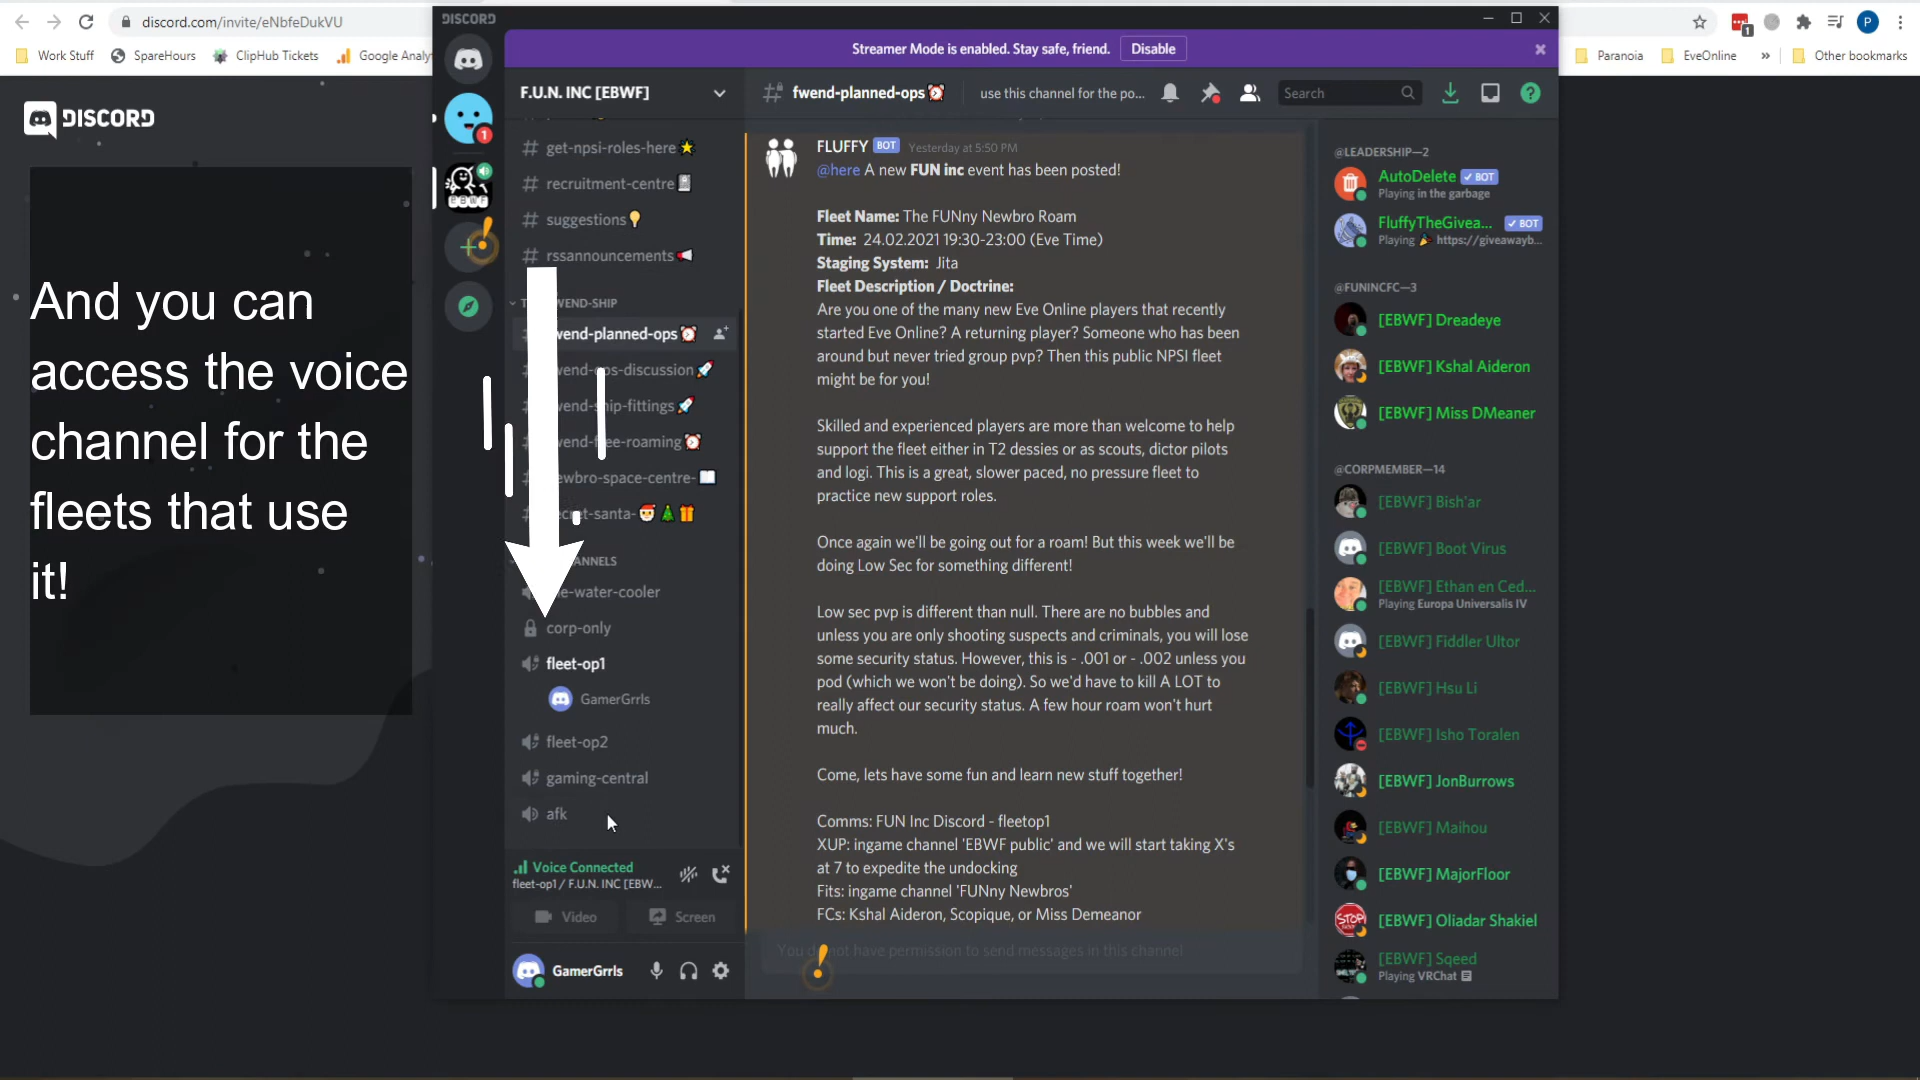 discord.com/invite/eNbfeDukVU
Work Stuff
SpareHours
ClipHub Tickets
Google Analy
Paranoia
EveOnline
»
Other bookmarks
1
P
DISCORD
And you can
access the voice
channel for the
fleets that use
it!
DISCORD
Streamer Mode is enabled. Stay safe, friend.
Disable
1
EBWF
F.U.N. INC [EBWF]
get-npsi-roles-here
recruitment-centre
suggestions
rssannouncements
WEND-SHIP
wend-planned-ops
wend-ops-discussion
wend-ship-fittings
wend-free-roaming
ewbro-space-centre-
ecret-santa-
ANNELS
e-water-cooler
corp-only
fleet-op1
GamerGrrls
fleet-op2
gaming-central
afk
Voice Connected
fleet-op1 / F.U.N. INC [EBW...
Video
Screen
GamerGrrls
fwend-planned-ops
use this channel for the po...
Search
FLUFFY BOT Yesterday at 5:50 PM
@here A new FUN inc event has been posted!
Fleet Name: The FUNny Newbro Roam
Time: 24.02.2021 19:30-23:00 (Eve Time)
Staging System: Jita
Fleet Description / Doctrine:
Are you one of the many new Eve Online players that recently
started Eve Online? A returning player? Someone who has been
around but never tried group pvp? Then this public NPSI fleet
might be for you!
Skilled and experienced players are more than welcome to help
support the fleet either in T2 dessies or as scouts, dictor pilots
and logi. This is a great, slower paced, no pressure fleet to
practice new support roles.
Once again we'll be going out for a roam! But this week we'll be
doing Low Sec for something different!
Low sec pvp is different than null. There are no bubbles and
unless you are only shooting suspects and criminals, you will lose
some security status. However, this is - .001 or - .002 unless you
pod (which we won't be doing). So we'd have to kill A LOT to
really affect our security status. A few hour roam won't hurt
much.
Come, lets have some fun and learn new stuff together!
Comms: FUN Inc Discord - fleetop1
XUP: ingame channel 'EBWF public' and we will start taking X's
at 7 to expedite the undocking
Fits: ingame channel 'FUNny Newbros'
FCs: Kshal Aideron, Scopique, or Miss Demeanor
You do not have permission to send messages in this channel
@LEADERSHIP—2
AutoDelete ✓ BOT
Playing in the garbage
FluffyTheGivea... ✓ BOT
Playing https://giveawayb...
@FUNINCFC—3
[EBWF] Dreadeye
[EBWF] Kshal Aideron
[EBWF] Miss DMeaner
@CORPMEMBER—14
[EBWF] Bish'ar
[EBWF] Boot Virus
[EBWF] Ethan en Ced...
Playing Europa Universalis IV
[EBWF] Fiddler Ultor
[EBWF] Hsu Li
[EBWF] Isho Toralen
[EBWF] JonBurrows
[EBWF] Maihou
[EBWF] MajorFloor
STOP
[EBWF] Oliadar Shakiel
[EBWF] Sqeed
Playing VRChat